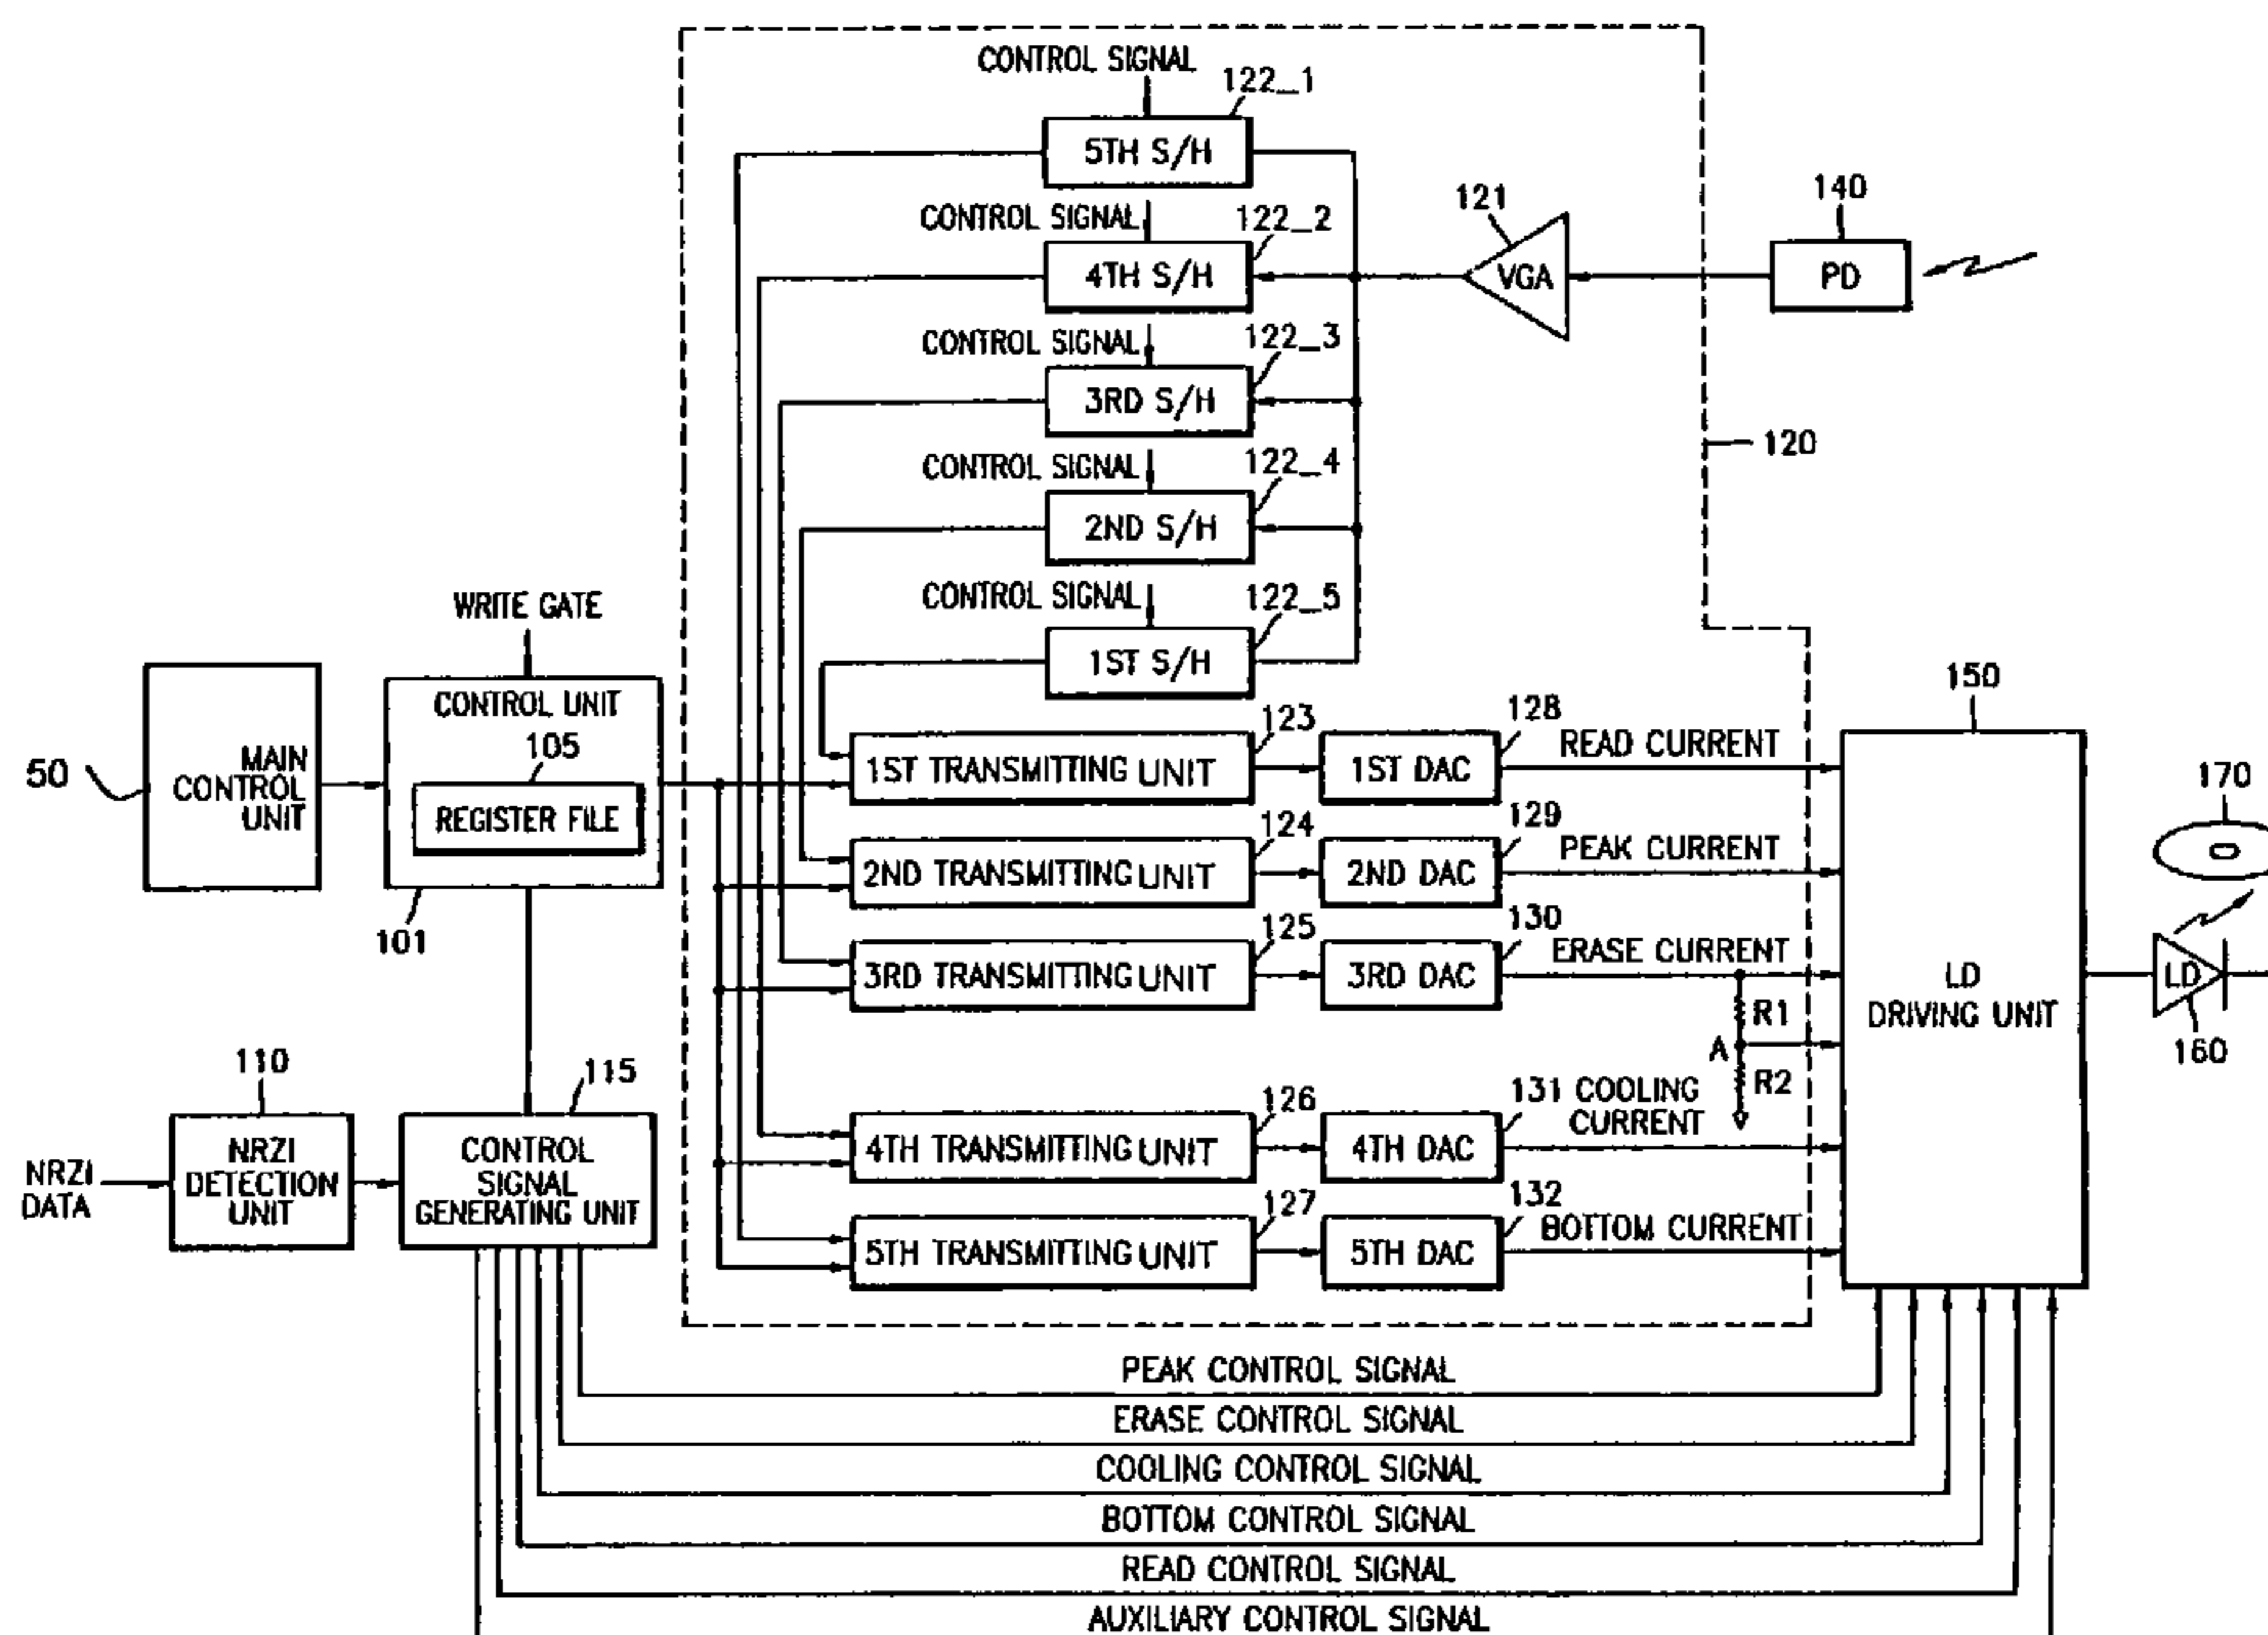 CONTROL SIGNAL
122_1
5TH S/H
CONTROL SIGNAL
122_2
4TH S/H
121
VGA
140
PD
CONTROL SIGNAL
122_3
3RD S/H
120
CONTROL SIGNAL
122_4
2ND S/H
CONTROL SIGNAL
122_5
1ST S/H
WRITE GATE
50
MAIN
CONTROL
UNIT
CONTROL UNIT
105
REGISTER FILE
101
1ST TRANSMITTING UNIT
123
1ST DAC
128
READ CURRENT
2ND TRANSMITTING UNIT
124
2ND DAC
129
PEAK CURRENT
3RD TRANSMITTING UNIT
125
3RD DAC
130
ERASE CURRENT
R1
A
R2
4TH TRANSMITTING UNIT
126
4TH DAC
131 COOLING
CURRENT
5TH TRANSMITTING UNIT
127
5TH DAC
132
BOTTOM CURRENT
150
LD
DRIVING UNIT
170
LD
160
NRZI
DATA
110
NRZI
DETECTION
UNIT
115
CONTROL
SIGNAL
GENERATING UNIT
PEAK CONTROL SIGNAL
ERASE CONTROL SIGNAL
COOLING CONTROL SIGNAL
BOTTOM CONTROL SIGNAL
READ CONTROL SIGNAL
AUXILIARY CONTROL SIGNAL